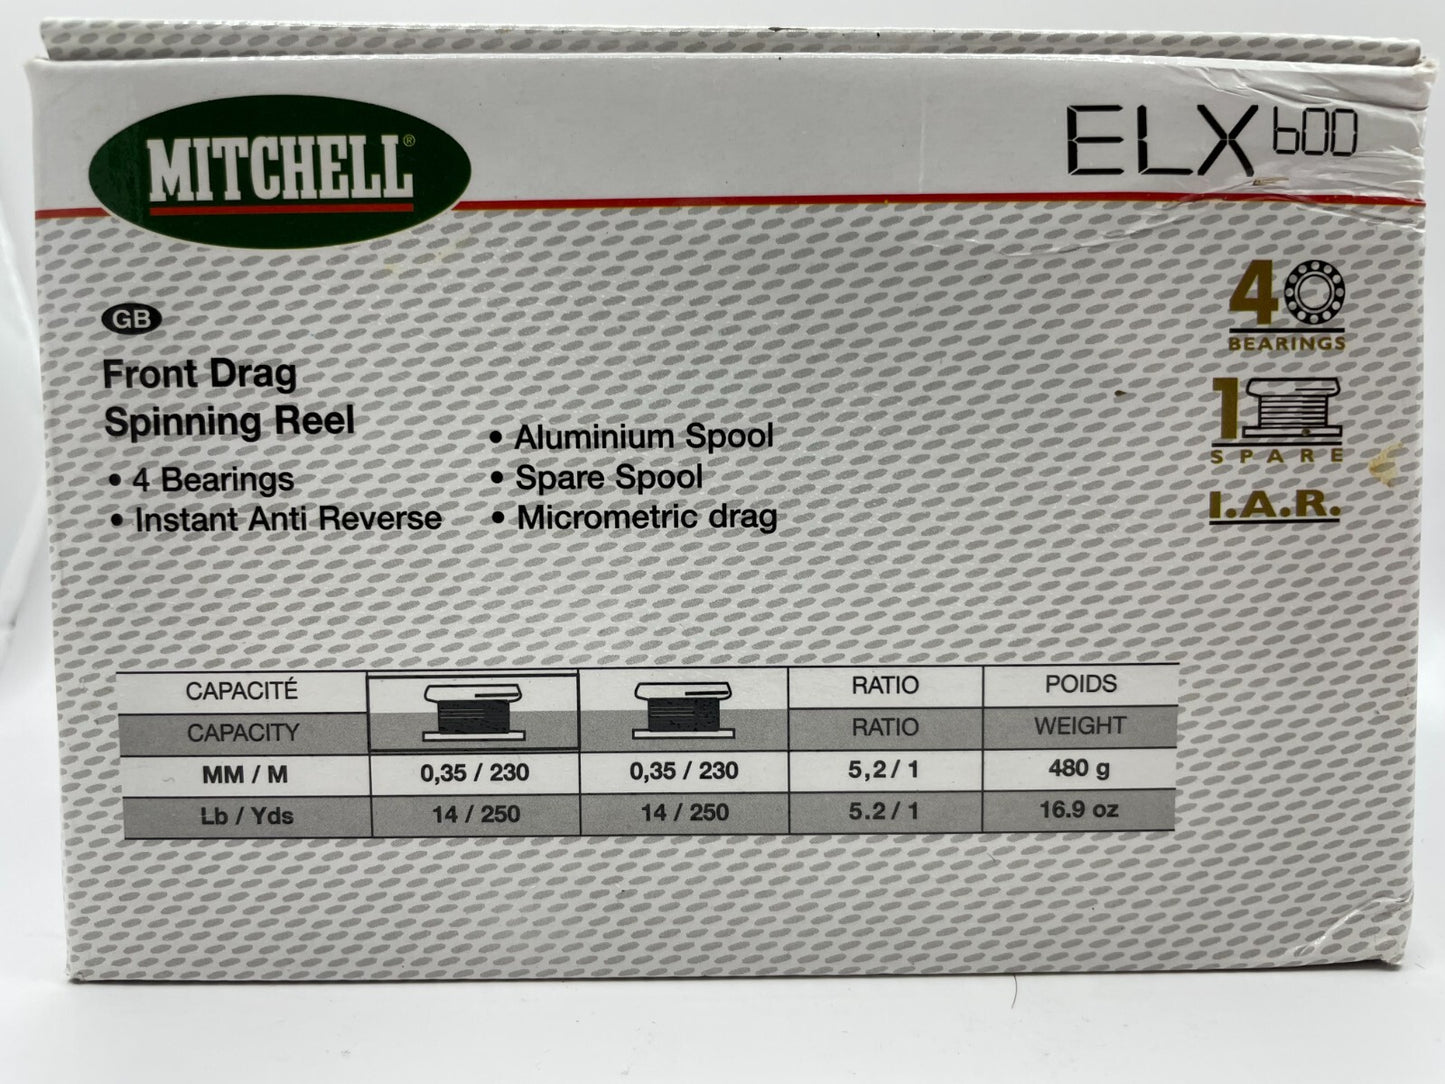 MITCHELL®
ELX 600
GB
Front Drag
Spinning Reel
• 4 Bearings
• Instant Anti Reverse
• Aluminium Spool
• Spare Spool
• Micrometric drag
4
BEARINGS
1
SPARE
I.A.R.
CAPACITÉ RATIO POIDS
CAPACITY RATIO WEIGHT
MM / M 0,35 / 230 0,35 / 230 5,2 / 1 480 g
Lb / Yds 14 / 250 14 / 250 5.2 / 1 16.9 oz